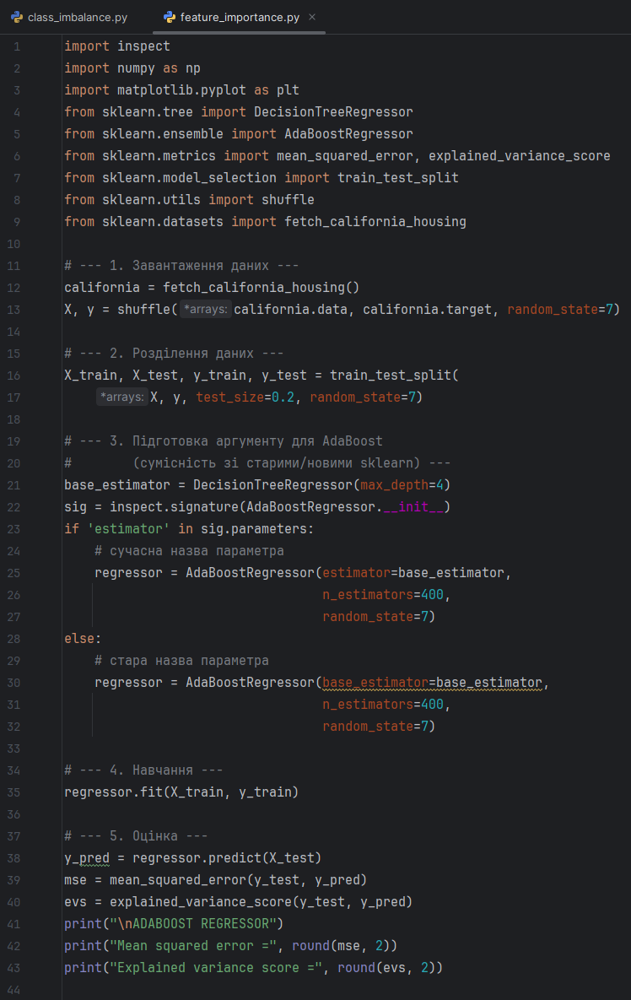 class_imbalance.py feature_importance.py ×
1 import inspect
2 import numpy as np
3 import matplotlib.pyplot as plt
4 from sklearn.tree import DecisionTreeRegressor
5 from sklearn.ensemble import AdaBoostRegressor
6 from sklearn.metrics import mean_squared_error, explained_variance_score
7 from sklearn.model_selection import train_test_split
8 from sklearn.utils import shuffle
9 from sklearn.datasets import fetch_california_housing
10
11 # --- 1. Завантаження даних ---
12 california = fetch_california_housing()
13 X, y = shuffle( *arrays: california.data, california.target, random_state=7)
14
15 # --- 2. Розділення даних ---
16 X_train, X_test, y_train, y_test = train_test_split(
17     *arrays: X, y, test_size=0.2, random_state=7)
18
19 # --- 3. Підготовка аргументу для AdaBoost
20 #        (сумісність зі старими/новими sklearn) ---
21 base_estimator = DecisionTreeRegressor(max_depth=4)
22 sig = inspect.signature(AdaBoostRegressor.__init__)
23 if 'estimator' in sig.parameters:
24     # сучасна назва параметра
25     regressor = AdaBoostRegressor(estimator=base_estimator,
26                                   n_estimators=400,
27                                   random_state=7)
28 else:
29     # стара назва параметра
30     regressor = AdaBoostRegressor(base_estimator=base_estimator,
31                                   n_estimators=400,
32                                   random_state=7)
33
34 # --- 4. Навчання ---
35 regressor.fit(X_train, y_train)
36
37 # --- 5. Оцінка ---
38 y_pred = regressor.predict(X_test)
39 mse = mean_squared_error(y_test, y_pred)
40 evs = explained_variance_score(y_test, y_pred)
41 print("\nADABOOST REGRESSOR")
42 print("Mean squared error =", round(mse, 2))
43 print("Explained variance score =", round(evs, 2))
44